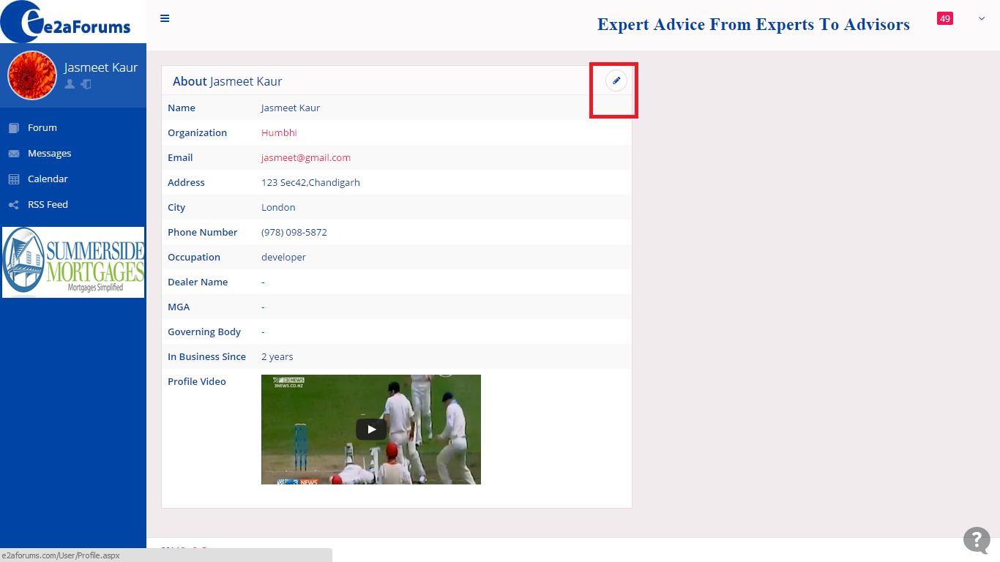 e2aForums
Expert Advice From Experts To Advisors
49
Jasmeet Kaur
Forum
Messages
Calendar
RSS Feed
SUMMERSIDE
MORTGAGES
Mortgages Simplified
About Jasmeet Kaur
Name Jasmeet Kaur
Organization Humbhi
Email jasmeet@gmail.com
Address 123 Sec42,Chandigarh
City London
Phone Number (978) 098-5872
Occupation developer
Dealer Name -
MGA -
Governing Body -
In Business Since 2 years
Profile Video
3 NEWS
3NEWS.CO.NZ
3 NEWS
?
e2aforums.com/User/Profile.aspx